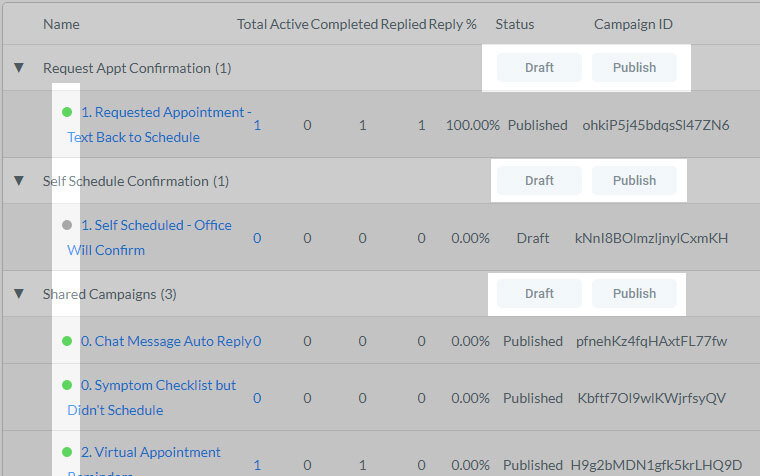 Name Total Active Completed Replied Reply % Status Campaign ID
Request Appt Confirmation (1) Draft Publish
1. Requested Appointment -
Text Back to Schedule 1 0 1 1 100.00% Published ohkiP5j45bdqsSl47ZN6
Self Schedule Confirmation (1) Draft Publish
1. Self Scheduled - Office
Will Confirm 0 0 0 0 0.00% Draft kNnI8BOlmzIjnylCxmKH
Shared Campaigns (3) Draft Publish
0. Chat Message Auto Reply 0 0 0 0 0.00% Published pfnehKz4fqHAxtFL77fw
0. Symptom Checklist but
Didn't Schedule 0 0 0 0 0.00% Published Kbftf7Ol9wlKWjrfsyQV
2. Virtual Appointment
Reminders 1 0 1 0 0.00% Published H9g2bMDN1gfk5krLHQ9D